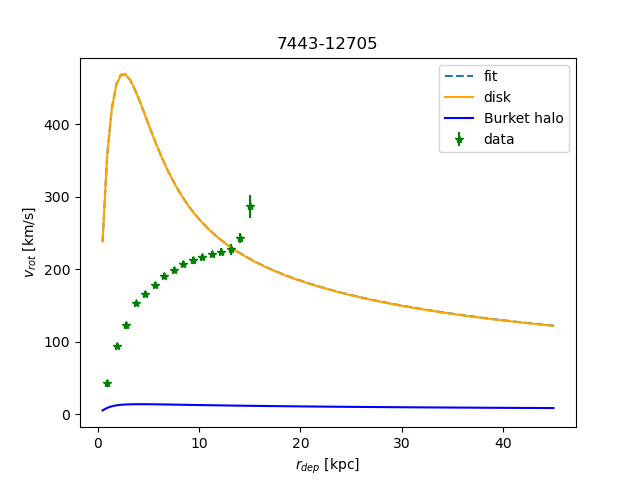 7443-12705
fit
disk
Burket halo
data
400
300
200
100
0
v_rot [km/s]
0 10 20 30 40
r_dep [kpc]